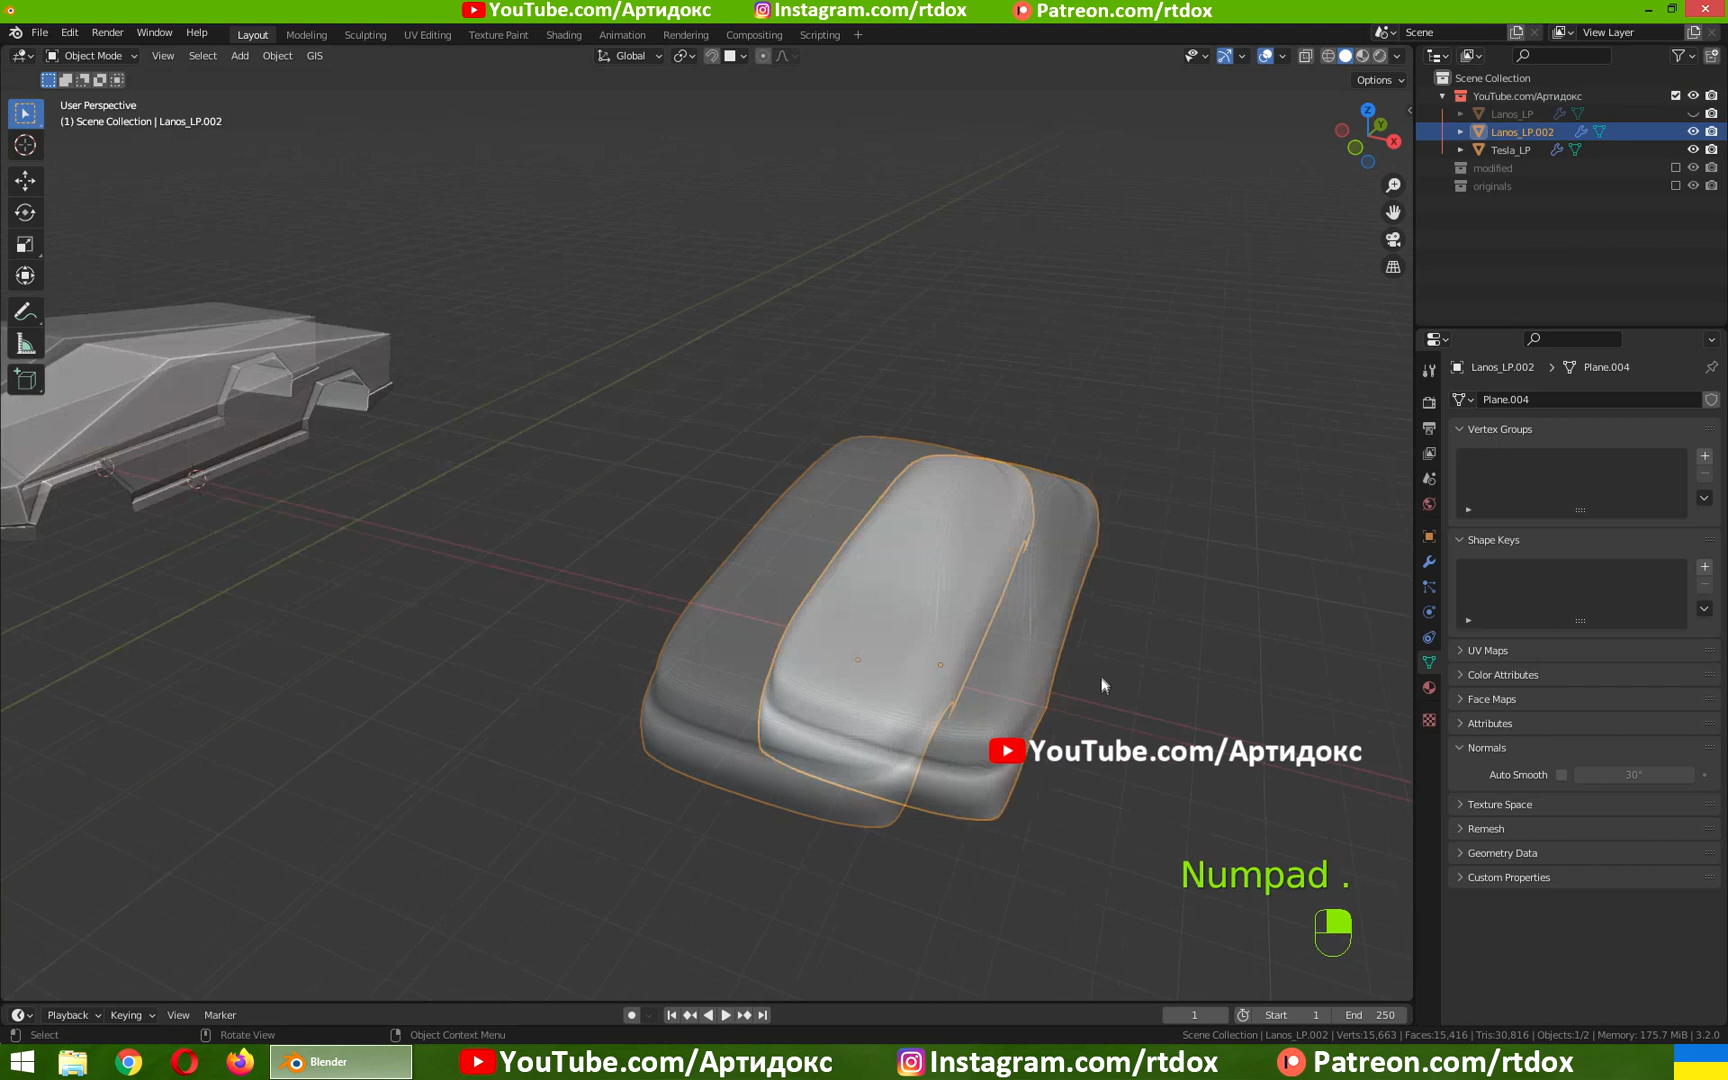 YouTube.com/Артидокс Instagram.com/rtdox Patreon.com/rtdox
File Edit Render Window Help Layout Modeling Sculpting UV Editing Texture Paint Shading Animation Rendering Compositing Scripting + Scene View Layer
Object Mode View Select Add Object GIS Global
Options
User Perspective
(1) Scene Collection | Lanos_LP.002
Z
Y
X
Scene Collection
YouTube.com/Артидокс
Lanos_LP
Lanos_LP.002
Tesla_LP
modified
originals
Lanos_LP.002 > Plane.004
Plane.004
Vertex Groups
Shape Keys
UV Maps
Color Attributes
Face Maps
Attributes
Normals
Auto Smooth 30°
Texture Space
Remesh
Geometry Data
Custom Properties
YouTube.com/Артидокс
Numpad .
Playback Keying View Marker 1 Start 1 End 250
Select Rotate View Object Context Menu Scene Collection | Lanos_LP.002 | Verts:15,663 | Faces:15,416 | Tris:30,816 | Objects:1/2 | Memory: 175.7 MiB | 3.2.0
Blender YouTube.com/Артидокс Instagram.com/rtdox Patreon.com/rtdox